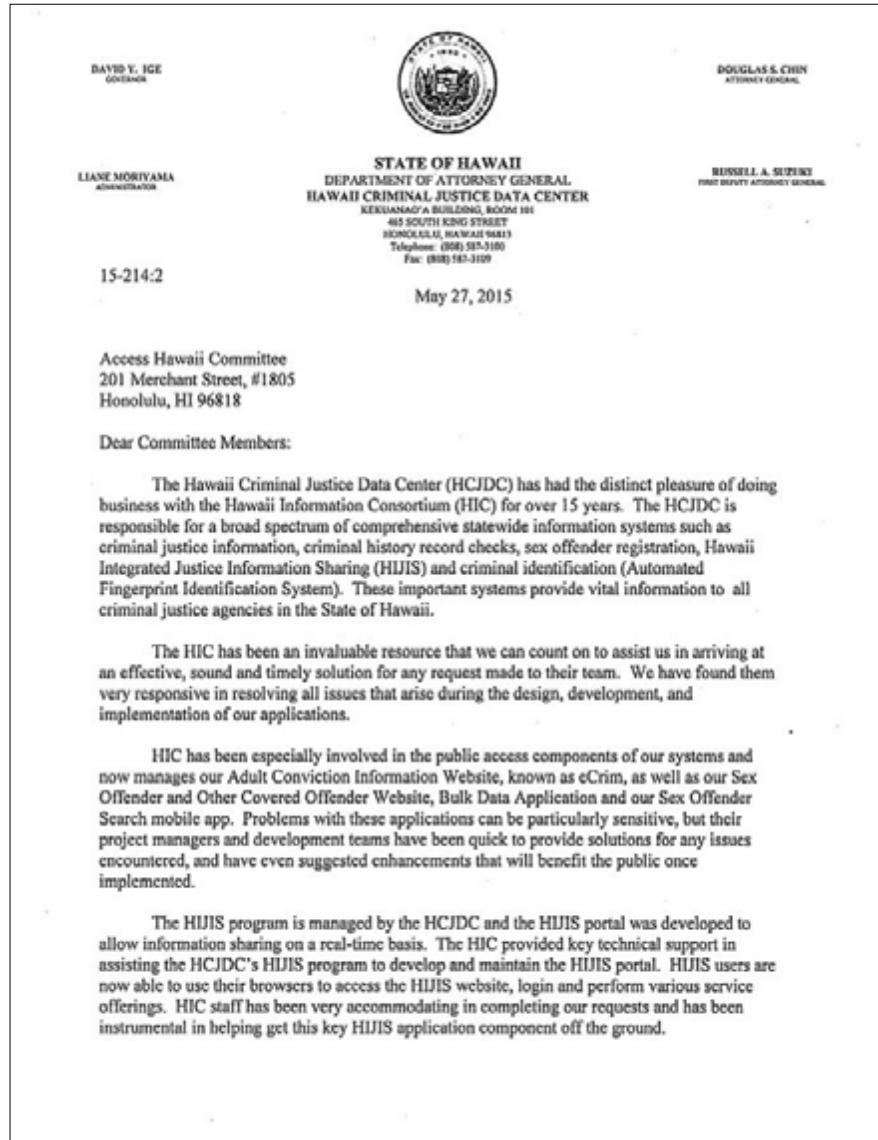 DAVID Y. IGE
GOVERNOR
STATE OF HAWAII
1959
DOUGLAS S. CHIN
ATTORNEY GENERAL
LIANE MORIYAMA
ADMINISTRATOR
STATE OF HAWAII
DEPARTMENT OF ATTORNEY GENERAL
HAWAII CRIMINAL JUSTICE DATA CENTER
KEKUANAO'A BUILDING, ROOM 101
465 SOUTH KING STREET
HONOLULU, HAWAII 96813
Telephone: (808) 587-3100
Fax: (808) 587-3109
RUSSELL A. SUZUKI
FIRST DEPUTY ATTORNEY GENERAL
15-214:2
May 27, 2015
Access Hawaii Committee
201 Merchant Street, #1805
Honolulu, HI 96818
Dear Committee Members:
The Hawaii Criminal Justice Data Center (HCJDC) has had the distinct pleasure of doing
business with the Hawaii Information Consortium (HIC) for over 15 years. The HCJDC is
responsible for a broad spectrum of comprehensive statewide information systems such as
criminal justice information, criminal history record checks, sex offender registration, Hawaii
Integrated Justice Information Sharing (HIJIS) and criminal identification (Automated
Fingerprint Identification System). These important systems provide vital information to all
criminal justice agencies in the State of Hawaii.
The HIC has been an invaluable resource that we can count on to assist us in arriving at
an effective, sound and timely solution for any request made to their team. We have found them
very responsive in resolving all issues that arise during the design, development, and
implementation of our applications.
HIC has been especially involved in the public access components of our systems and
now manages our Adult Conviction Information Website, known as eCrim, as well as our Sex
Offender and Other Covered Offender Website, Bulk Data Application and our Sex Offender
Search mobile app. Problems with these applications can be particularly sensitive, but their
project managers and development teams have been quick to provide solutions for any issues
encountered, and have even suggested enhancements that will benefit the public once
implemented.
The HIJIS program is managed by the HCJDC and the HIJIS portal was developed to
allow information sharing on a real-time basis. The HIC provided key technical support in
assisting the HCJDC's HIJIS program to develop and maintain the HIJIS portal. HIJIS users are
now able to use their browsers to access the HIJIS website, login and perform various service
offerings. HIC staff has been very accommodating in completing our requests and has been
instrumental in helping get this key HIJIS application component off the ground.